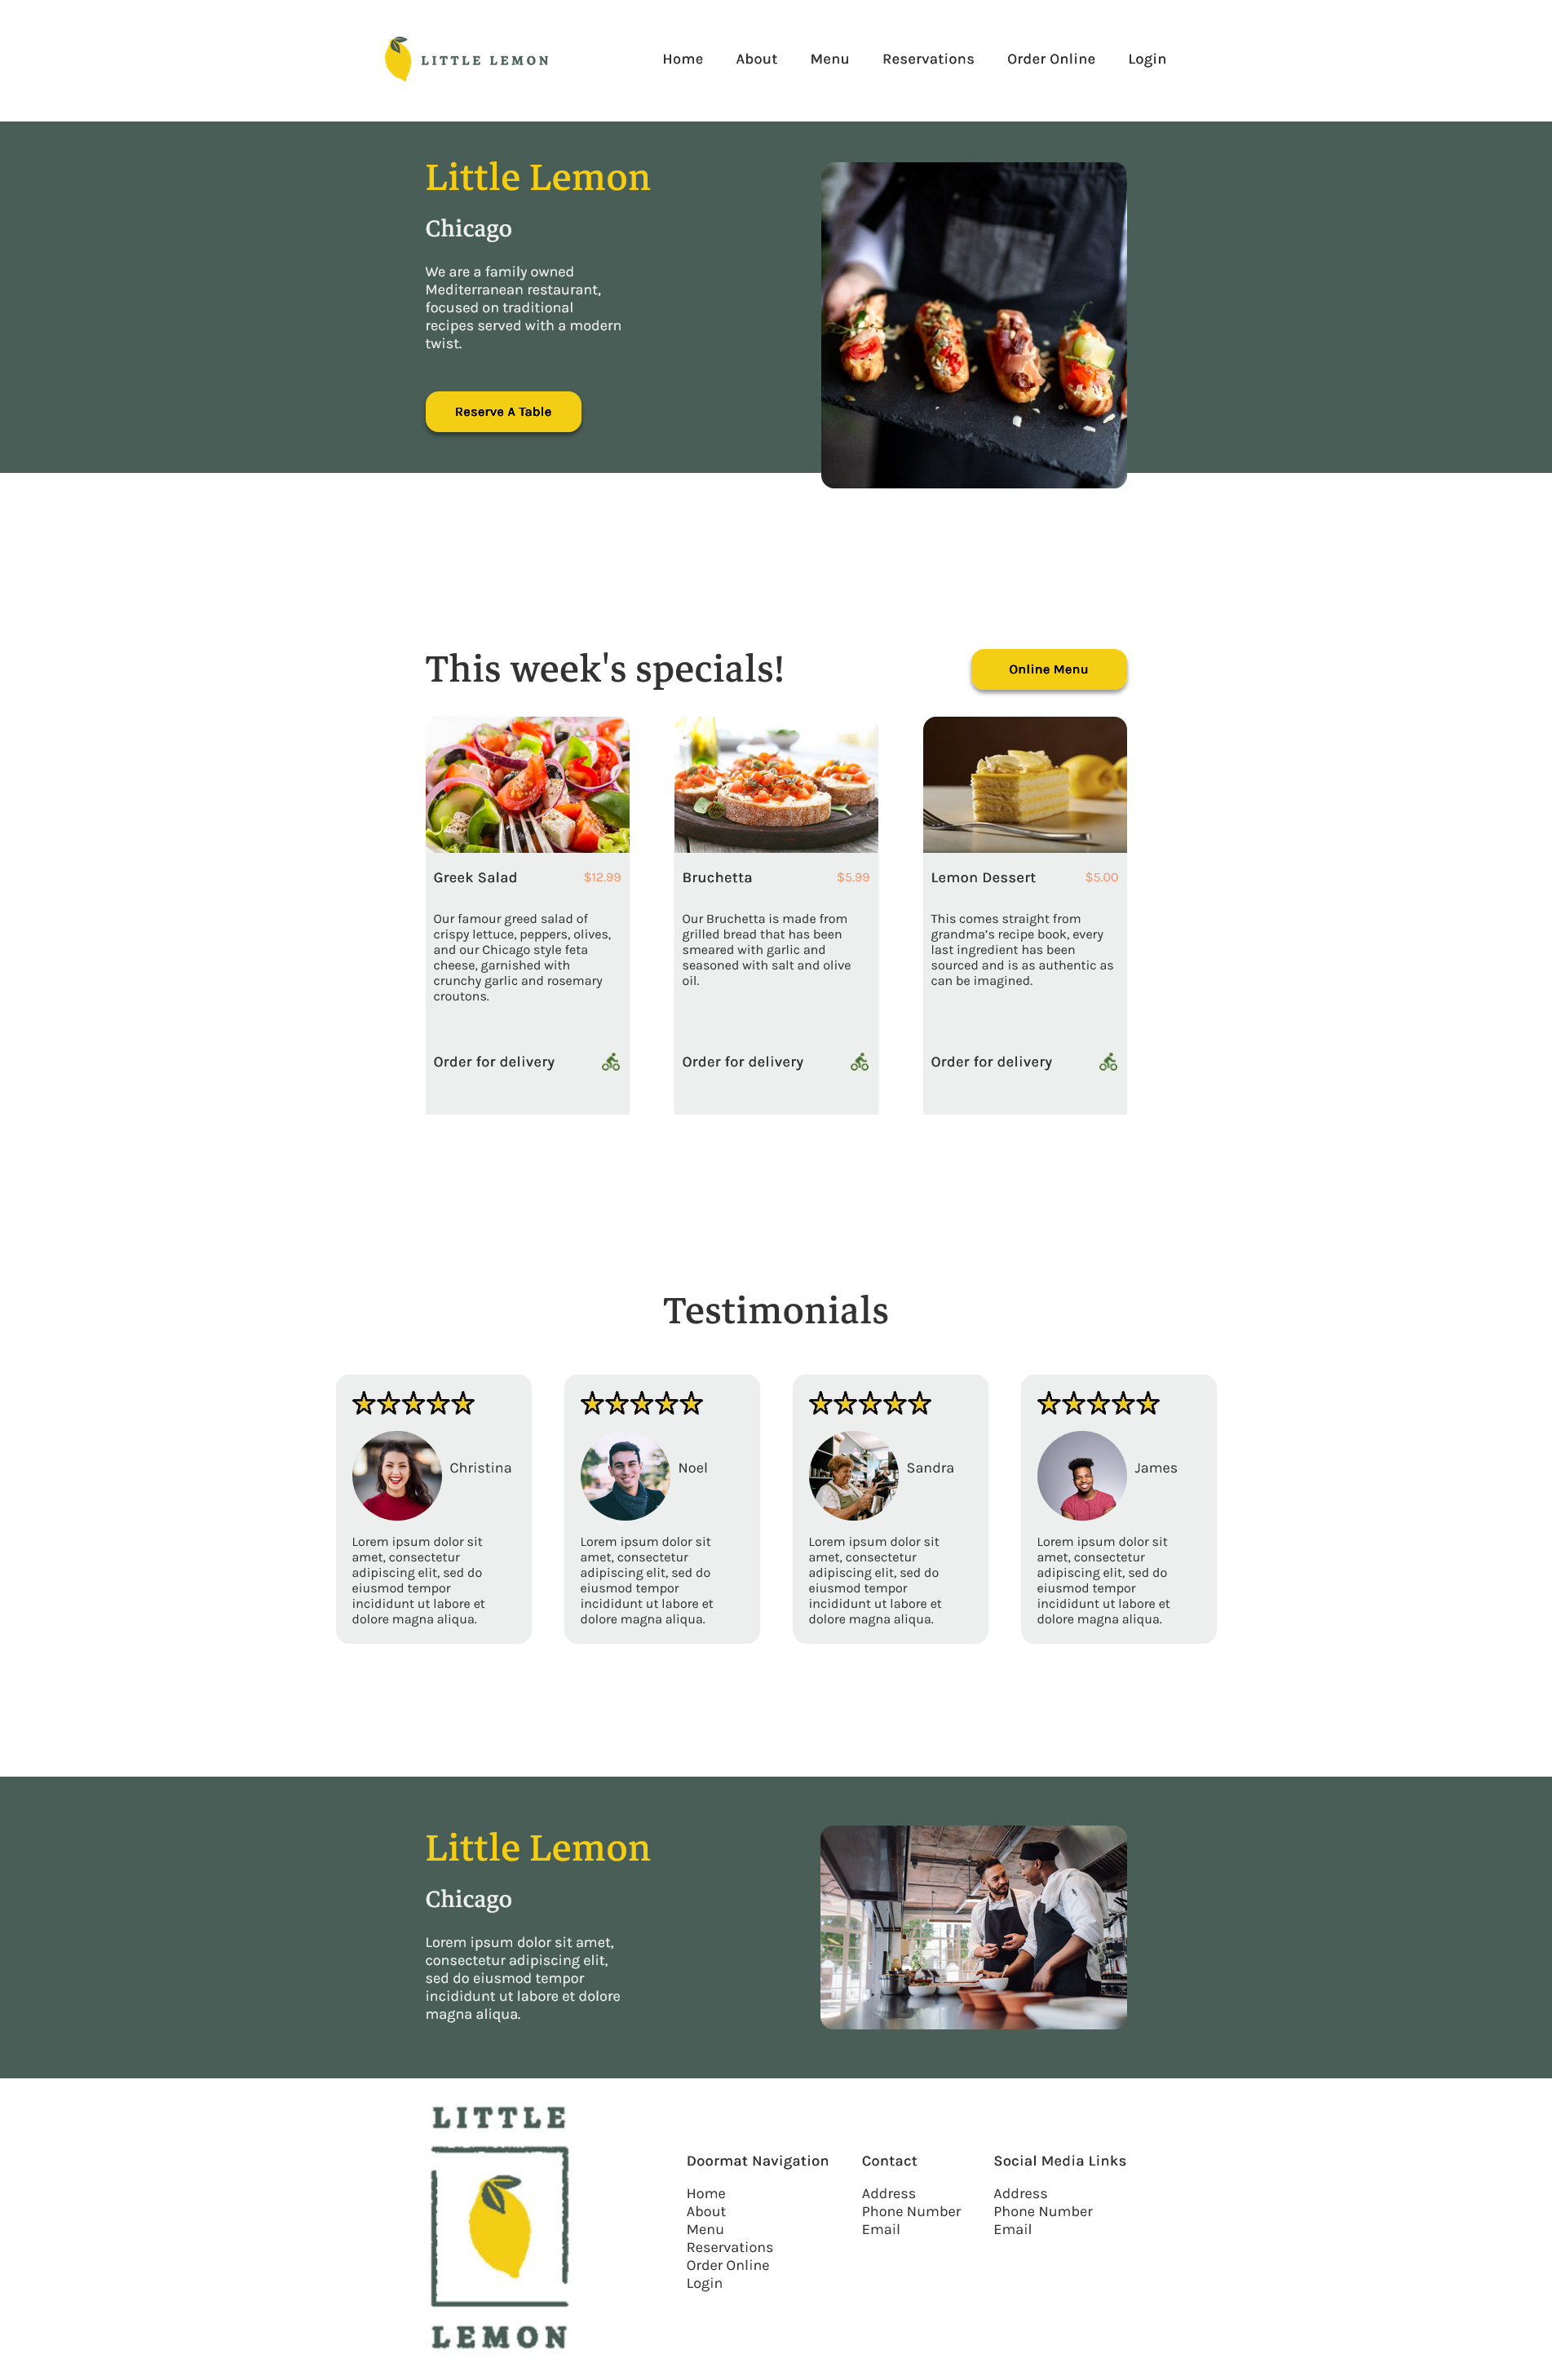 LITTLE LEMON
Home About Menu Reservations Order Online Login
Little Lemon
Chicago
We are a family owned
Mediterranean restaurant,
focused on traditional
recipes served with a modern
twist.
Reserve A Table
This week's specials!
Online Menu
Greek Salad $12.99
Our famour greed salad of
crispy lettuce, peppers, olives,
and our Chicago style feta
cheese, garnished with
crunchy garlic and rosemary
croutons.
Order for delivery
Bruchetta $5.99
Our Bruchetta is made from
grilled bread that has been
smeared with garlic and
seasoned with salt and olive
oil.
Order for delivery
Lemon Dessert $5.00
This comes straight from
grandma’s recipe book, every
last ingredient has been
sourced and is as authentic as
can be imagined.
Order for delivery
Testimonials
Christina
Lorem ipsum dolor sit
amet, consectetur
adipiscing elit, sed do
eiusmod tempor
incididunt ut labore et
dolore magna aliqua.
Noel
Lorem ipsum dolor sit
amet, consectetur
adipiscing elit, sed do
eiusmod tempor
incididunt ut labore et
dolore magna aliqua.
Sandra
Lorem ipsum dolor sit
amet, consectetur
adipiscing elit, sed do
eiusmod tempor
incididunt ut labore et
dolore magna aliqua.
James
Lorem ipsum dolor sit
amet, consectetur
adipiscing elit, sed do
eiusmod tempor
incididunt ut labore et
dolore magna aliqua.
Little Lemon
Chicago
Lorem ipsum dolor sit amet,
consectetur adipiscing elit,
sed do eiusmod tempor
incididunt ut labore et dolore
magna aliqua.
LITTLE
LEMON
Doormat Navigation
Home
About
Menu
Reservations
Order Online
Login
Contact
Address
Phone Number
Email
Social Media Links
Address
Phone Number
Email